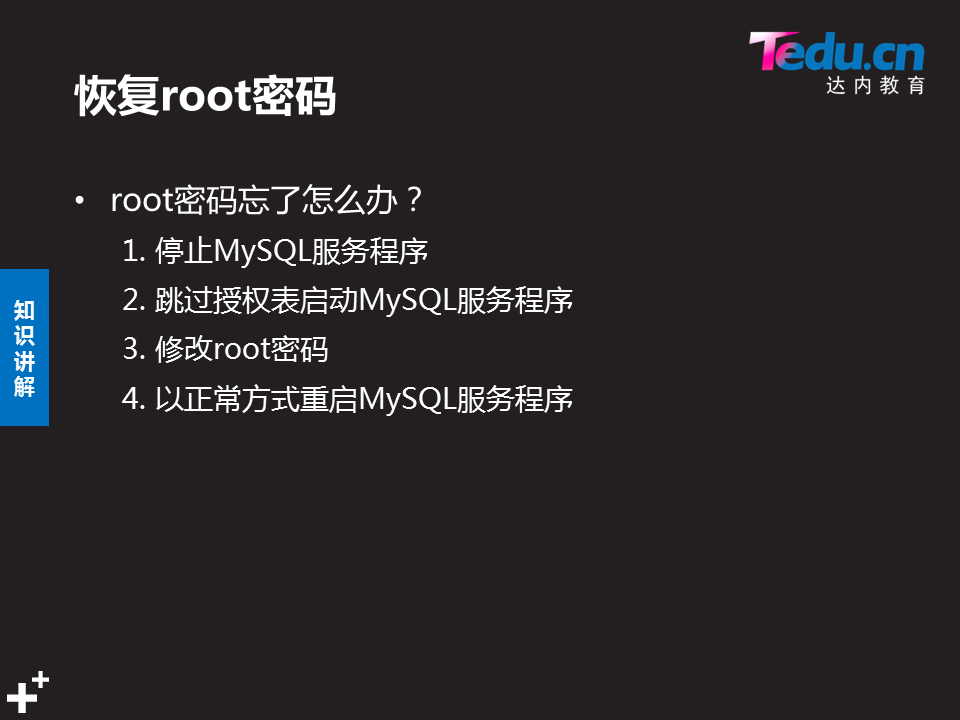 Tedu.cn
达内教育
恢复root密码
• root密码忘了怎么办？
1. 停止MySQL服务程序
2. 跳过授权表启动MySQL服务程序
3. 修改root密码
4. 以正常方式重启MySQL服务程序
知识讲解